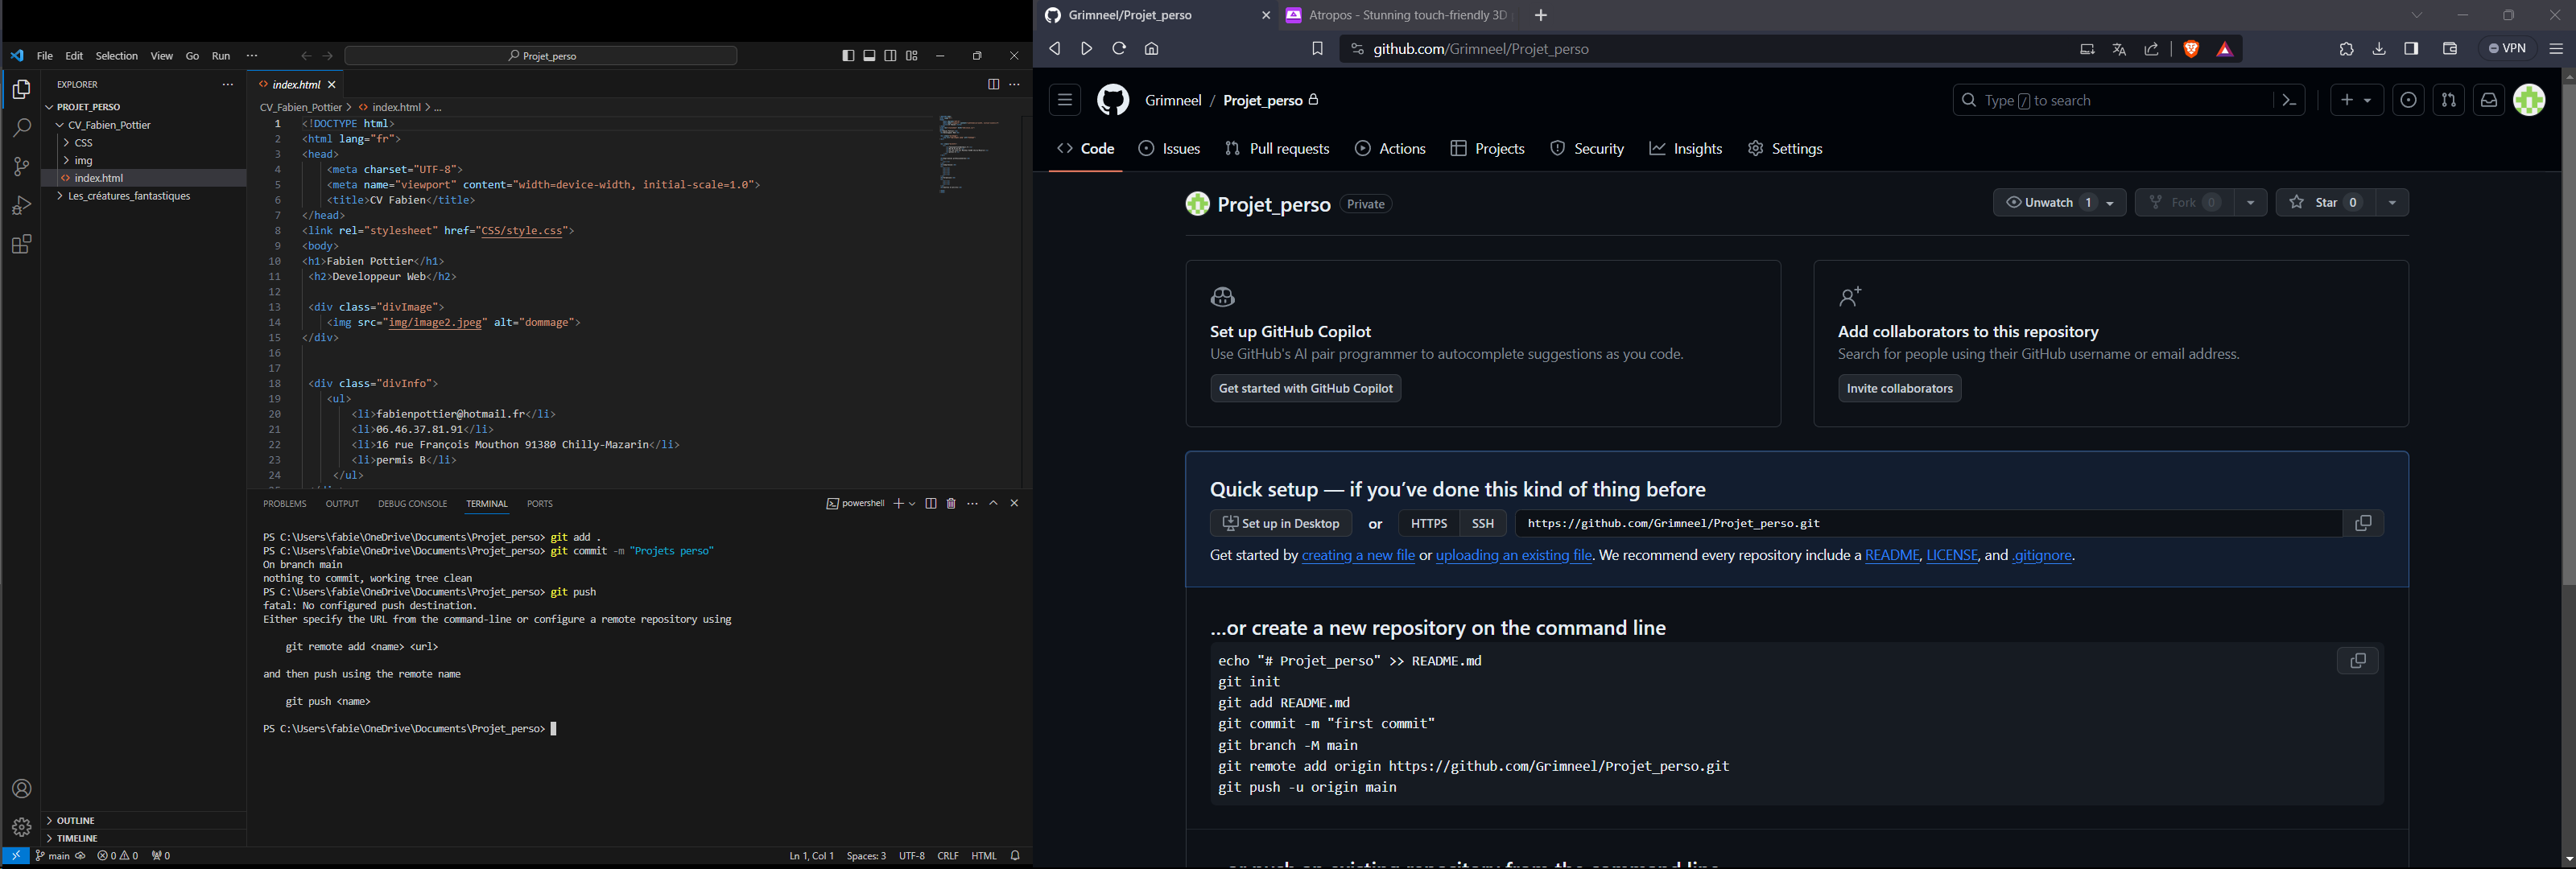 File Edit Selection View Go Run ···
Projet_perso
EXPLORER
PROJET_PERSO
CV_Fabien_Pottier
CSS
img
index.html
Les_créatures_fantastiques
OUTLINE
TIMELINE
index.html
CV_Fabien_Pottier > index.html > ...
1 <!DOCTYPE html>
2 <html lang="fr">
3 <head>
4 <meta charset="UTF-8">
5 <meta name="viewport" content="width=device-width, initial-scale=1.0">
6 <title>CV Fabien</title>
7 </head>
8 <link rel="stylesheet" href="CSS/style.css">
9 <body>
10 <h1>Fabien Pottier</h1>
11 <h2>Developpeur Web</h2>
12
13 <div class="divImage">
14 <img src="img/image2.jpeg" alt="dommage">
15 </div>
16
17
18 <div class="divInfo">
19 <ul>
20 <li>fabienpottier@hotmail.fr</li>
21 <li>06.46.37.81.91</li>
22 <li>16 rue François Mouthon 91380 Chilly-Mazarin</li>
23 <li>permis B</li>
24 </ul>
PROBLEMS OUTPUT DEBUG CONSOLE TERMINAL PORTS
powershell
PS C:\Users\fabie\OneDrive\Documents\Projet_perso> git add .
PS C:\Users\fabie\OneDrive\Documents\Projet_perso> git commit -m "Projets perso"
On branch main
nothing to commit, working tree clean
PS C:\Users\fabie\OneDrive\Documents\Projet_perso> git push
fatal: No configured push destination.
Either specify the URL from the command-line or configure a remote repository using
git remote add <name> <url>
and then push using the remote name
git push <name>
PS C:\Users\fabie\OneDrive\Documents\Projet_perso>
main 0 0 0
Ln 1, Col 1 Spaces: 3 UTF-8 CRLF HTML
Grimneel/Projet_perso
Atropos - Stunning touch-friendly 3D
github.com/Grimneel/Projet_perso
VPN
Grimneel / Projet_perso
Type / to search
Code Issues Pull requests Actions Projects Security Insights Settings
Projet_perso Private
Unwatch 1 Fork 0 Star 0
Set up GitHub Copilot
Use GitHub's AI pair programmer to autocomplete suggestions as you code.
Get started with GitHub Copilot
Add collaborators to this repository
Search for people using their GitHub username or email address.
Invite collaborators
Quick setup — if you’ve done this kind of thing before
Set up in Desktop or HTTPS SSH https://github.com/Grimneel/Projet_perso.git
Get started by creating a new file or uploading an existing file. We recommend every repository include a README, LICENSE, and .gitignore.
…or create a new repository on the command line
echo "# Projet_perso" >> README.md
git init
git add README.md
git commit -m "first commit"
git branch -M main
git remote add origin https://github.com/Grimneel/Projet_perso.git
git push -u origin main
…or push an existing repository from the command line